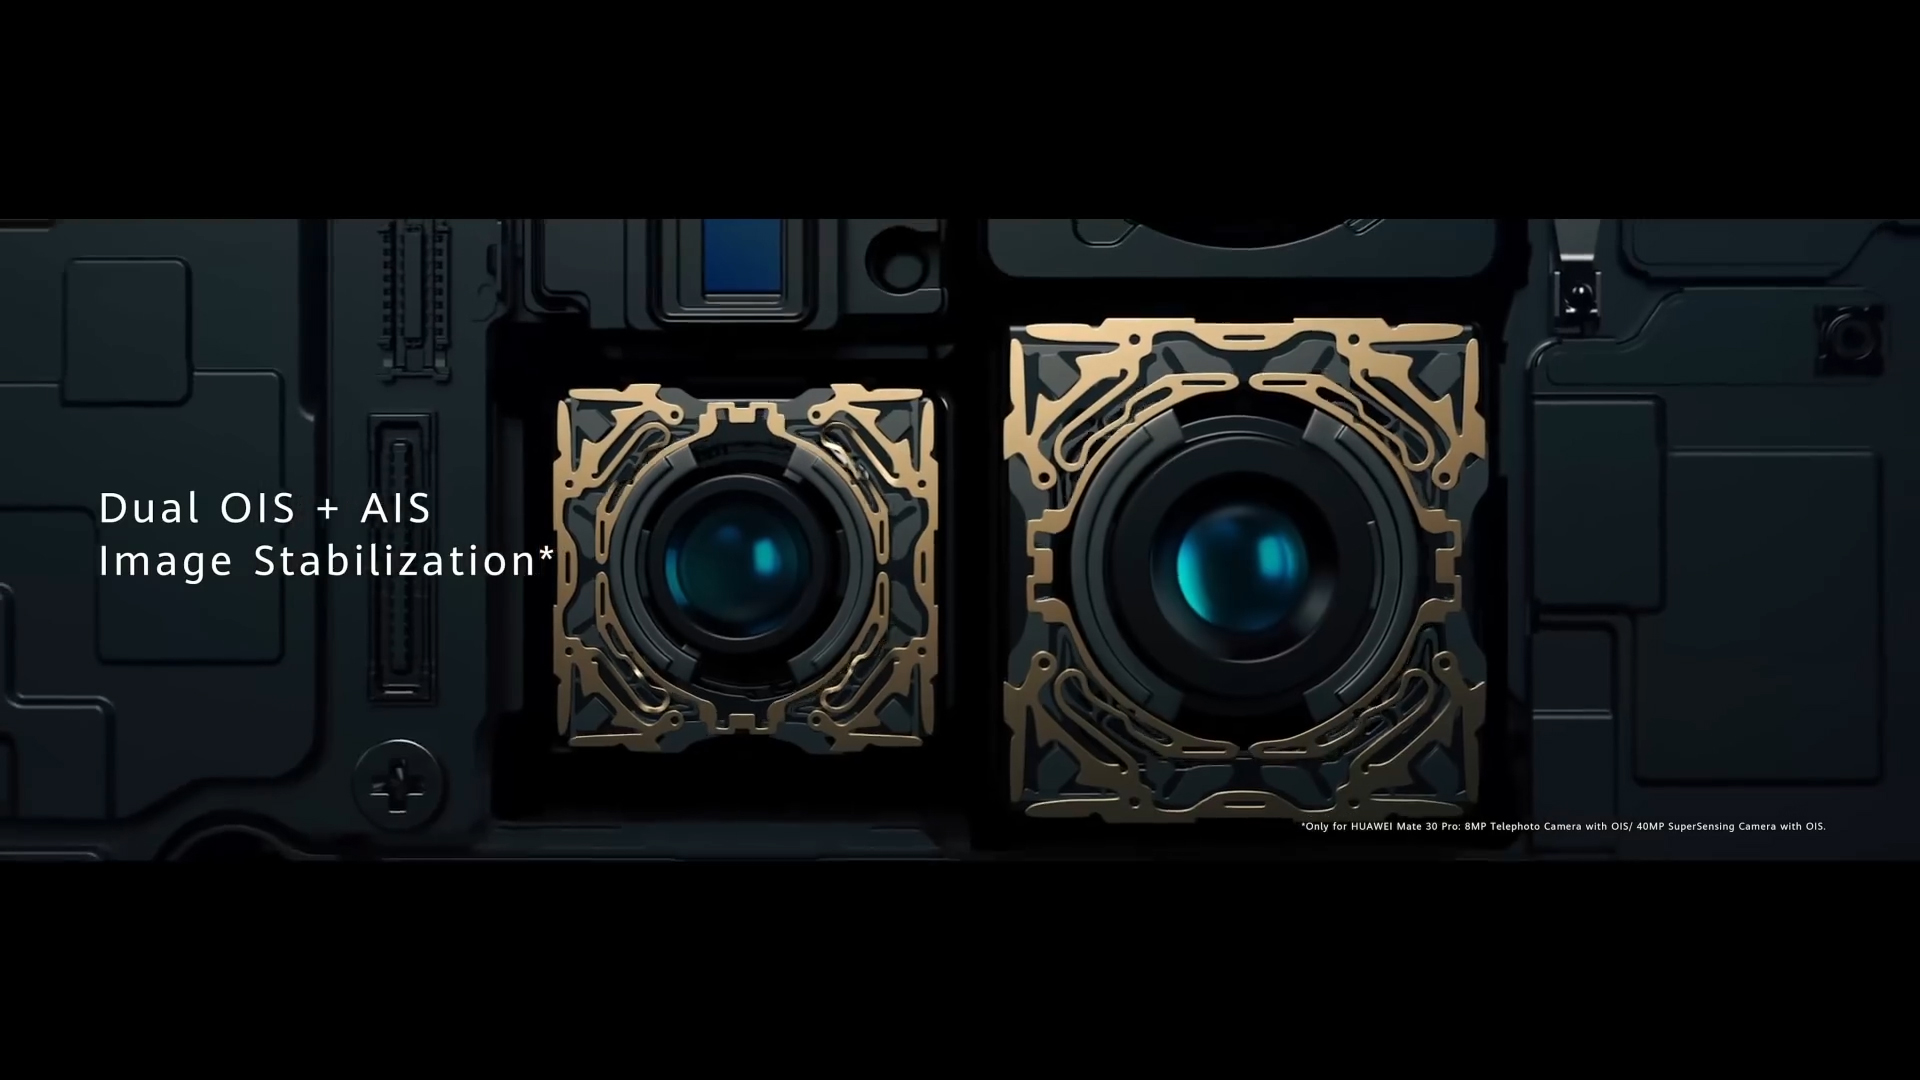 Dual OIS + AIS
Image Stabilization*
*Only for HUAWEI Mate 30 Pro: 8MP Telephoto Camera with OIS/ 40MP SuperSensing Camera with OIS.